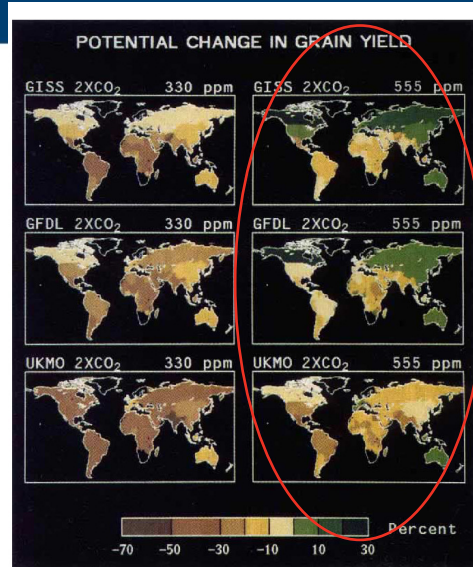 POTENTIAL CHANGE IN GRAIN YIELD
GISS 2XCO₂ 330 ppm
GISS 2XCO₂ 555 ppm
GFDL 2XCO₂ 330 ppm
GFDL 2XCO₂ 555 ppm
UKMO 2XCO₂ 330 ppm
UKMO 2XCO₂ 555 ppm
Percent
-70 -50 -30 -10 10 30